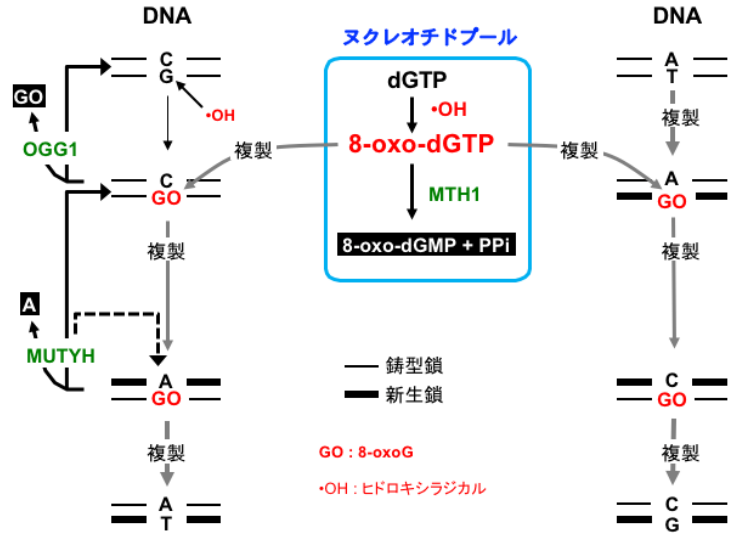 DNA
ヌクレオチドプール
DNA
C
G
•OH
dGTP
•OH
8-oxo-dGTP
MTH1
8-oxo-dGMP + PPi
A
T
複製
GO
OGG1
複製
複製
C
GO
A
GO
複製
複製
A
MUTYH
A
GO
鋳型鎖
新生鎖
C
GO
複製
複製
GO : 8-oxoG
•OH : ヒドロキシラジカル
A
T
C
G